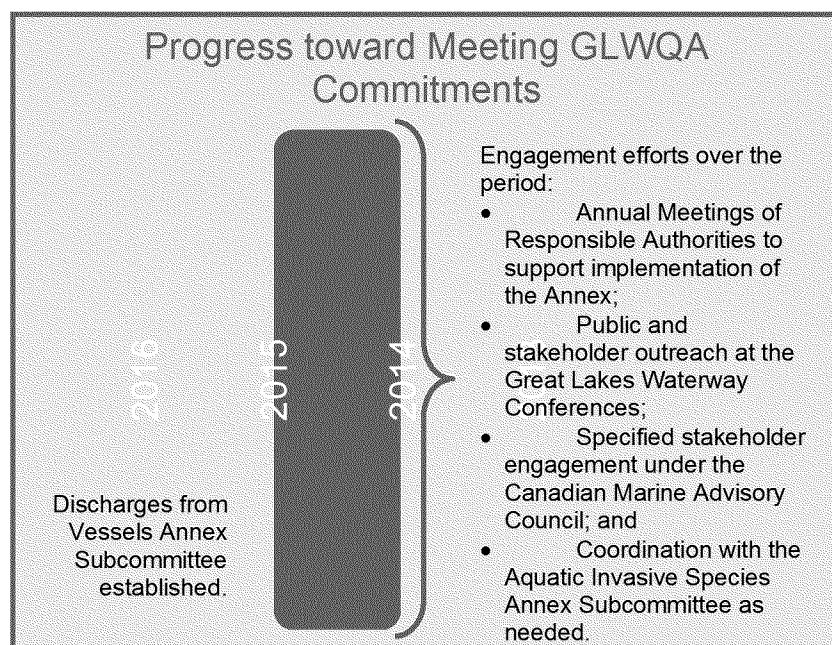 Progress toward Meeting GLWQA
Commitments
2016
2015
2014
Discharges from
Vessels Annex
Subcommittee
established.
Engagement efforts over the
period:
• Annual Meetings of
Responsible Authorities to
support implementation of
the Annex;
• Public and
stakeholder outreach at the
Great Lakes Waterway
Conferences;
• Specified stakeholder
engagement under the
Canadian Marine Advisory
Council; and
• Coordination with the
Aquatic Invasive Species
Annex Subcommittee as
needed.